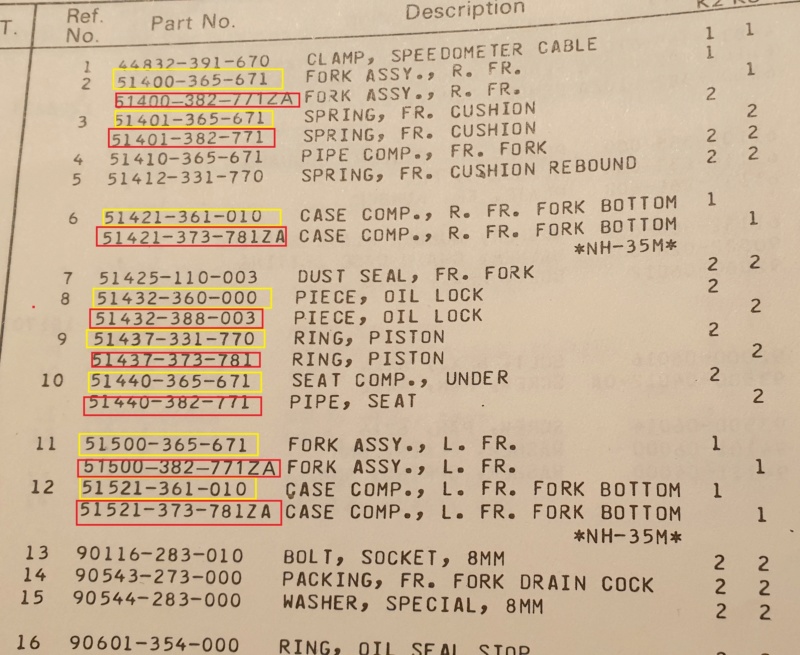 T. Ref. No. Part No. Description
1 44832-391-670 CLAMP, SPEEDOMETER CABLE 1 1
2 51400-365-671 FORK ASSY., R. FR. 1
51400-382-771ZA FORK ASSY., R. FR. 1
3 51401-365-671 SPRING, FR. CUSHION 2
51401-382-771 SPRING, FR. CUSHION 2
4 51410-365-671 PIPE COMP., FR. FORK 2 2
5 51412-331-770 SPRING, FR. CUSHION REBOUND 2 2
6 51421-361-010 CASE COMP., R. FR. FORK BOTTOM 1
51421-373-781ZA CASE COMP., R. FR. FORK BOTTOM 1
*NH-35M*
7 51425-110-003 DUST SEAL, FR. FORK 2 2
8 51432-360-000 PIECE, OIL LOCK 2
51432-388-003 PIECE, OIL LOCK 2
9 51437-331-770 RING, PISTON 2
51437-373-781 RING, PISTON 2
10 51440-365-671 SEAT COMP., UNDER 2
51440-382-771 PIPE, SEAT 2
11 51500-365-671 FORK ASSY., L. FR. 1
51500-382-771ZA FORK ASSY., L. FR. 1
12 51521-361-010 CASE COMP., L. FR. FORK BOTTOM 1
51521-373-781ZA CASE COMP., L. FR. FORK BOTTOM 1
*NH-35M*
13 90116-283-010 BOLT, SOCKET, 8MM 2 2
14 90543-273-000 PACKING, FR. FORK DRAIN COCK 2 2
15 90544-283-000 WASHER, SPECIAL, 8MM 2 2
16 90601-354-000 RING, OIL SEAL STOP